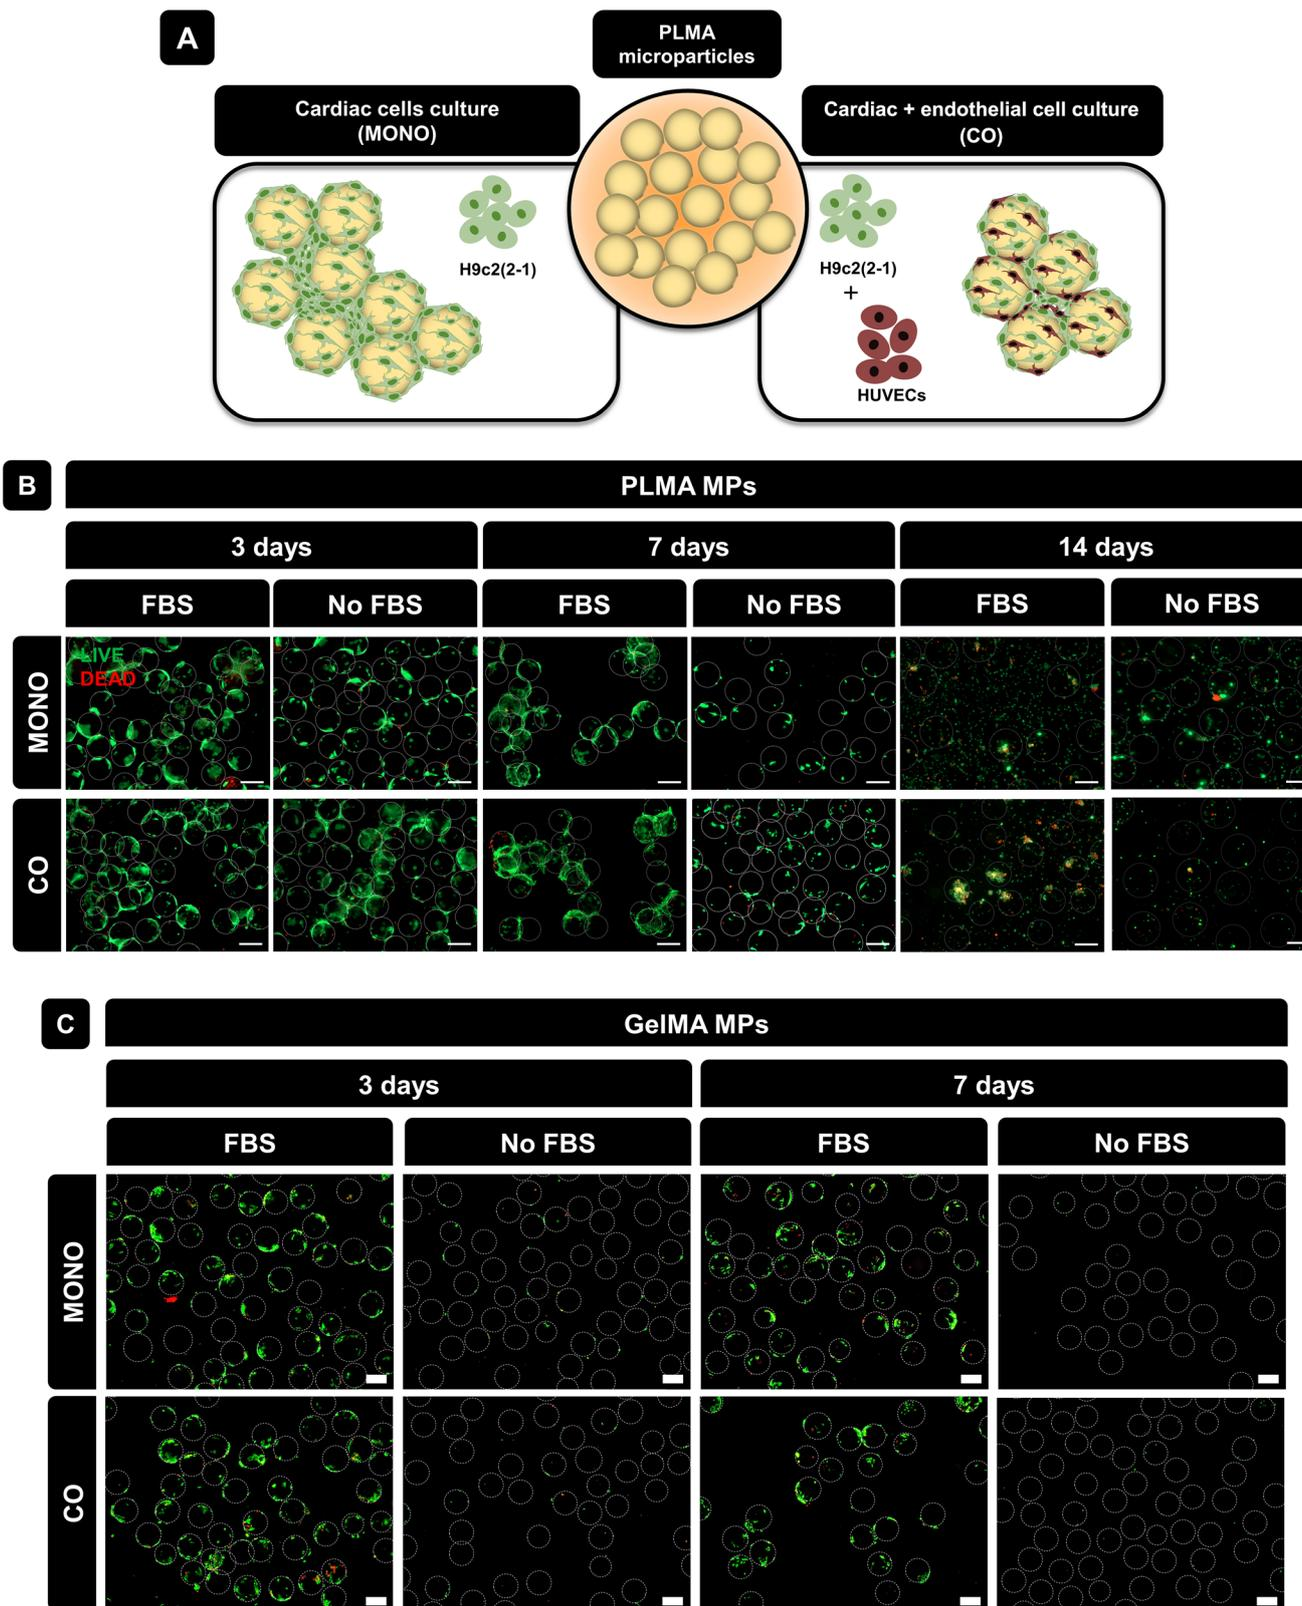 A
PLMA
microparticles
Cardiac cells culture
(MONO)
Cardiac + endothelial cell culture
(CO)
H9c2(2-1)
H9c2(2-1)
+
HUVECs
B
PLMA MPs
3 days
7 days
14 days
FBS
No FBS
FBS
No FBS
FBS
No FBS
MONO
LIVE
DEAD
CO
C
GelMA MPs
3 days
7 days
FBS
No FBS
FBS
No FBS
MONO
CO